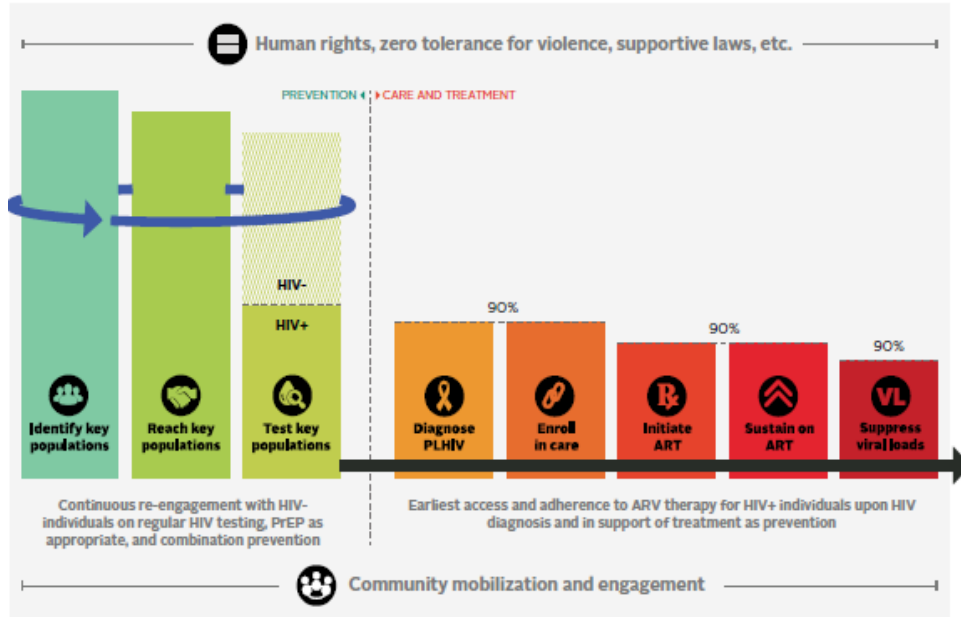 Human rights, zero tolerance for violence, supportive laws, etc.
PREVENTION
CARE AND TREATMENT
HIV-
HIV+
90%
90%
90%
Identify key
populations
Reach key
populations
Test key
populations
Diagnose
PLHIV
Enroll
in care
Initiate
ART
Sustain on
ART
VL
Suppress
viral loads
Continuous re-engagement with HIV-
individuals on regular HIV testing, PrEP as
appropriate, and combination prevention
Earliest access and adherence to ARV therapy for HIV+ individuals upon HIV
diagnosis and in support of treatment as prevention
Community mobilization and engagement